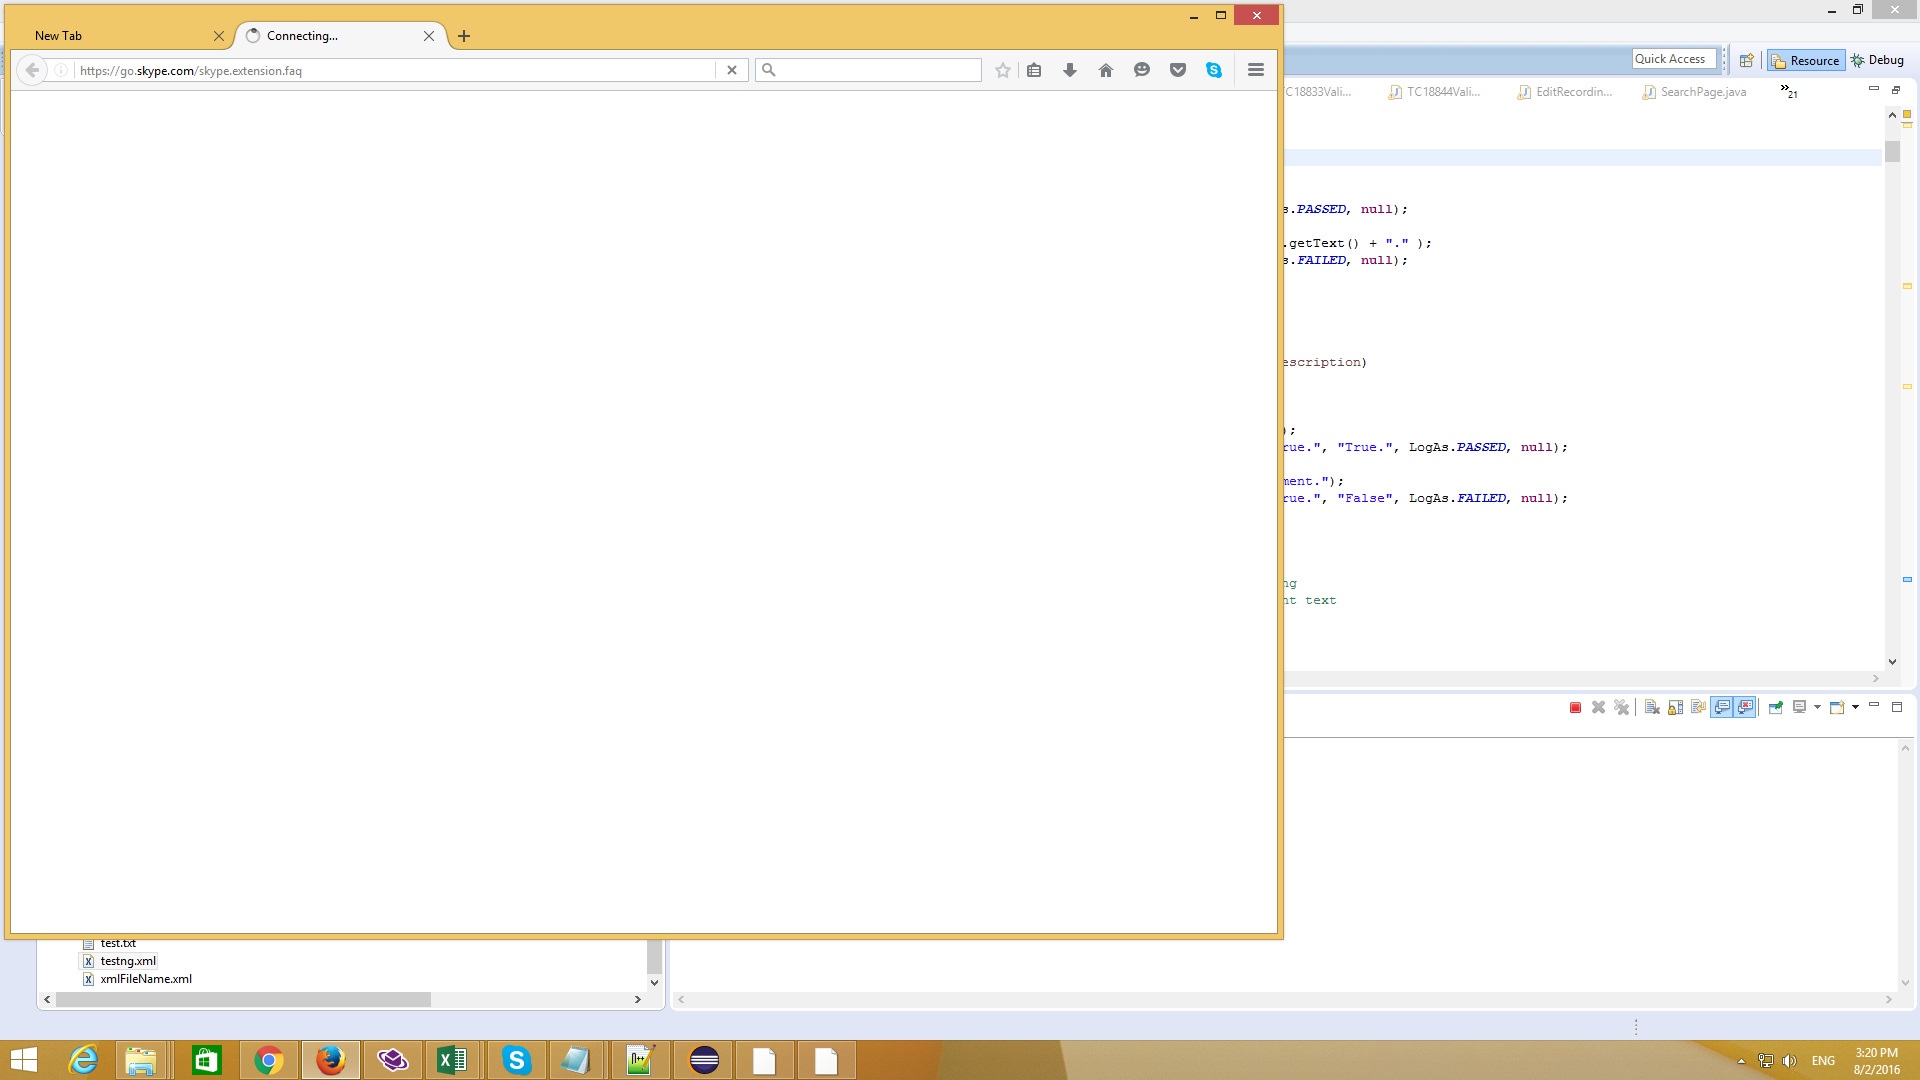 New Tab
Connecting...
https://go.skype.com/skype.extension.faq
Quick Access
Resource
Debug
TC18833Vali...
TC18844Vali...
EditRecordin...
SearchPage.java
21
s.PASSED, null);
.getText() + "." );
s.FAILED, null);
escription)
);
rue.", "True.", LogAs.PASSED, null);
ment.");
rue.", "False", LogAs.FAILED, null);
ng
nt text
test.txt
testng.xml
xmlFileName.xml
ENG
3:20 PM
8/2/2016